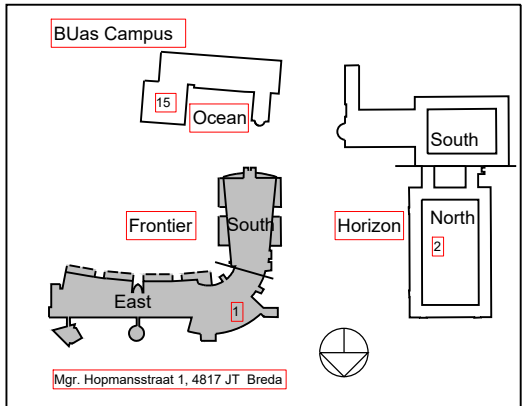 BUas Campus
15
Ocean
South
Frontier
South
Horizon
North
2
East
1
Mgr. Hopmansstraat 1, 4817 JT Breda